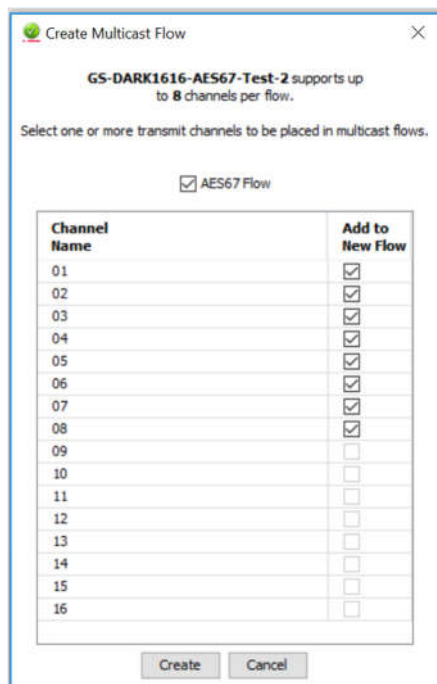 Create Multicast Flow
GS-DARK1616-AES67-Test-2 supports up
to 8 channels per flow.
Select one or more transmit channels to be placed in multicast flows.
AES67 Flow
Channel Name
Add to New Flow
01
02
03
04
05
06
07
08
09
10
11
12
13
14
15
16
Create
Cancel